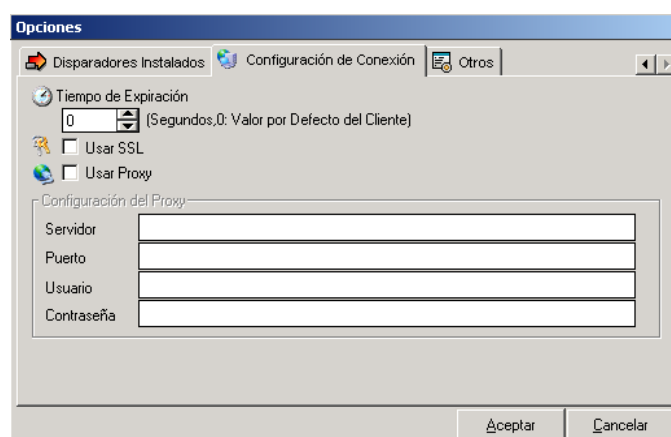 Opciones
Disparadores Instalados Configuración de Conexión Otros
Tiempo de Expiración
0 (Segundos,0: Valor por Defecto del Cliente)
Usar SSL
Usar Proxy
Configuración del Proxy
Servidor
Puerto
Usuario
Contraseña
Aceptar Cancelar